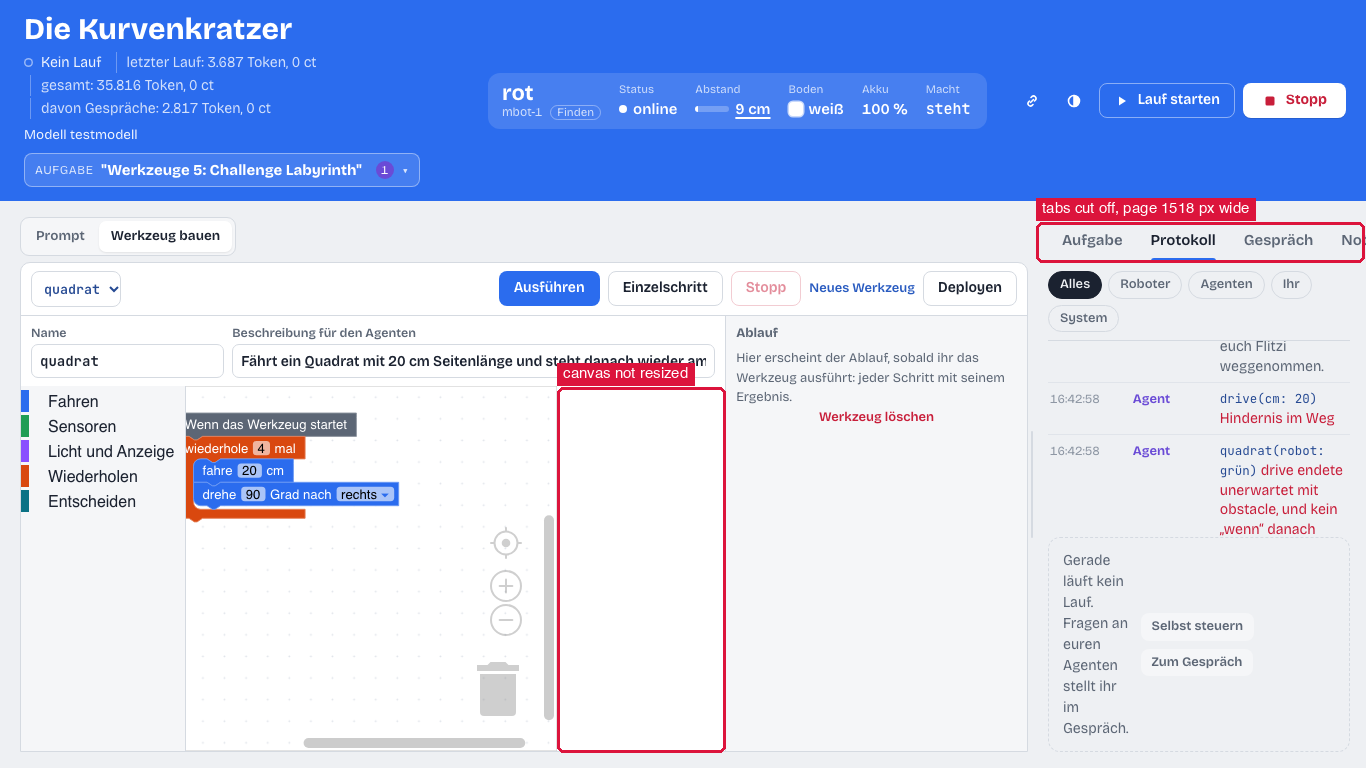 Die Kurvenkratzer
Kein Lauf letzter Lauf: 3.687 Token, 0 ct
gesamt: 35.816 Token, 0 ct
davon Gespräche: 2.817 Token, 0 ct
Modell testmodell
AUFGABE "Werkzeuge 5: Challenge Labyrinth" 1
rot
mbot-1 Finden
Status
online
Abstand
9 cm
Boden
weiß
Akku
100 %
Macht
steht
Lauf starten
Stopp
tabs cut off, page 1518 px wide
Prompt Werkzeug bauen
Aufgabe Protokoll Gespräch
quadrat
Ausführen Einzelschritt Stopp Neues Werkzeug Deployen
Name
quadrat
Beschreibung für den Agenten
Fährt ein Quadrat mit 20 cm Seitenlänge und steht danach wieder am
canvas not resized
Fahren
Sensoren
Licht und Anzeige
Wiederholen
Entscheiden
Wenn das Werkzeug startet
wiederhole 4 mal
fahre 20 cm
drehe 90 Grad nach rechts
Ablauf
Hier erscheint der Ablauf, sobald ihr das
Werkzeug ausführt: jeder Schritt mit seinem
Ergebnis.
Werkzeug löschen
Alles Roboter Agenten Ihr
System
euch Flitzi
weggenommen.
16:42:58 Agent drive(cm: 20)
Hindernis im Weg
16:42:58 Agent quadrat(robot:
grün) drive endete
unerwartet mit
obstacle, und kein
„wenn“ danach
Gerade
läuft kein
Lauf.
Fragen an
euren
Agenten
stellt ihr
im
Gespräch.
Selbst steuern
Zum Gespräch